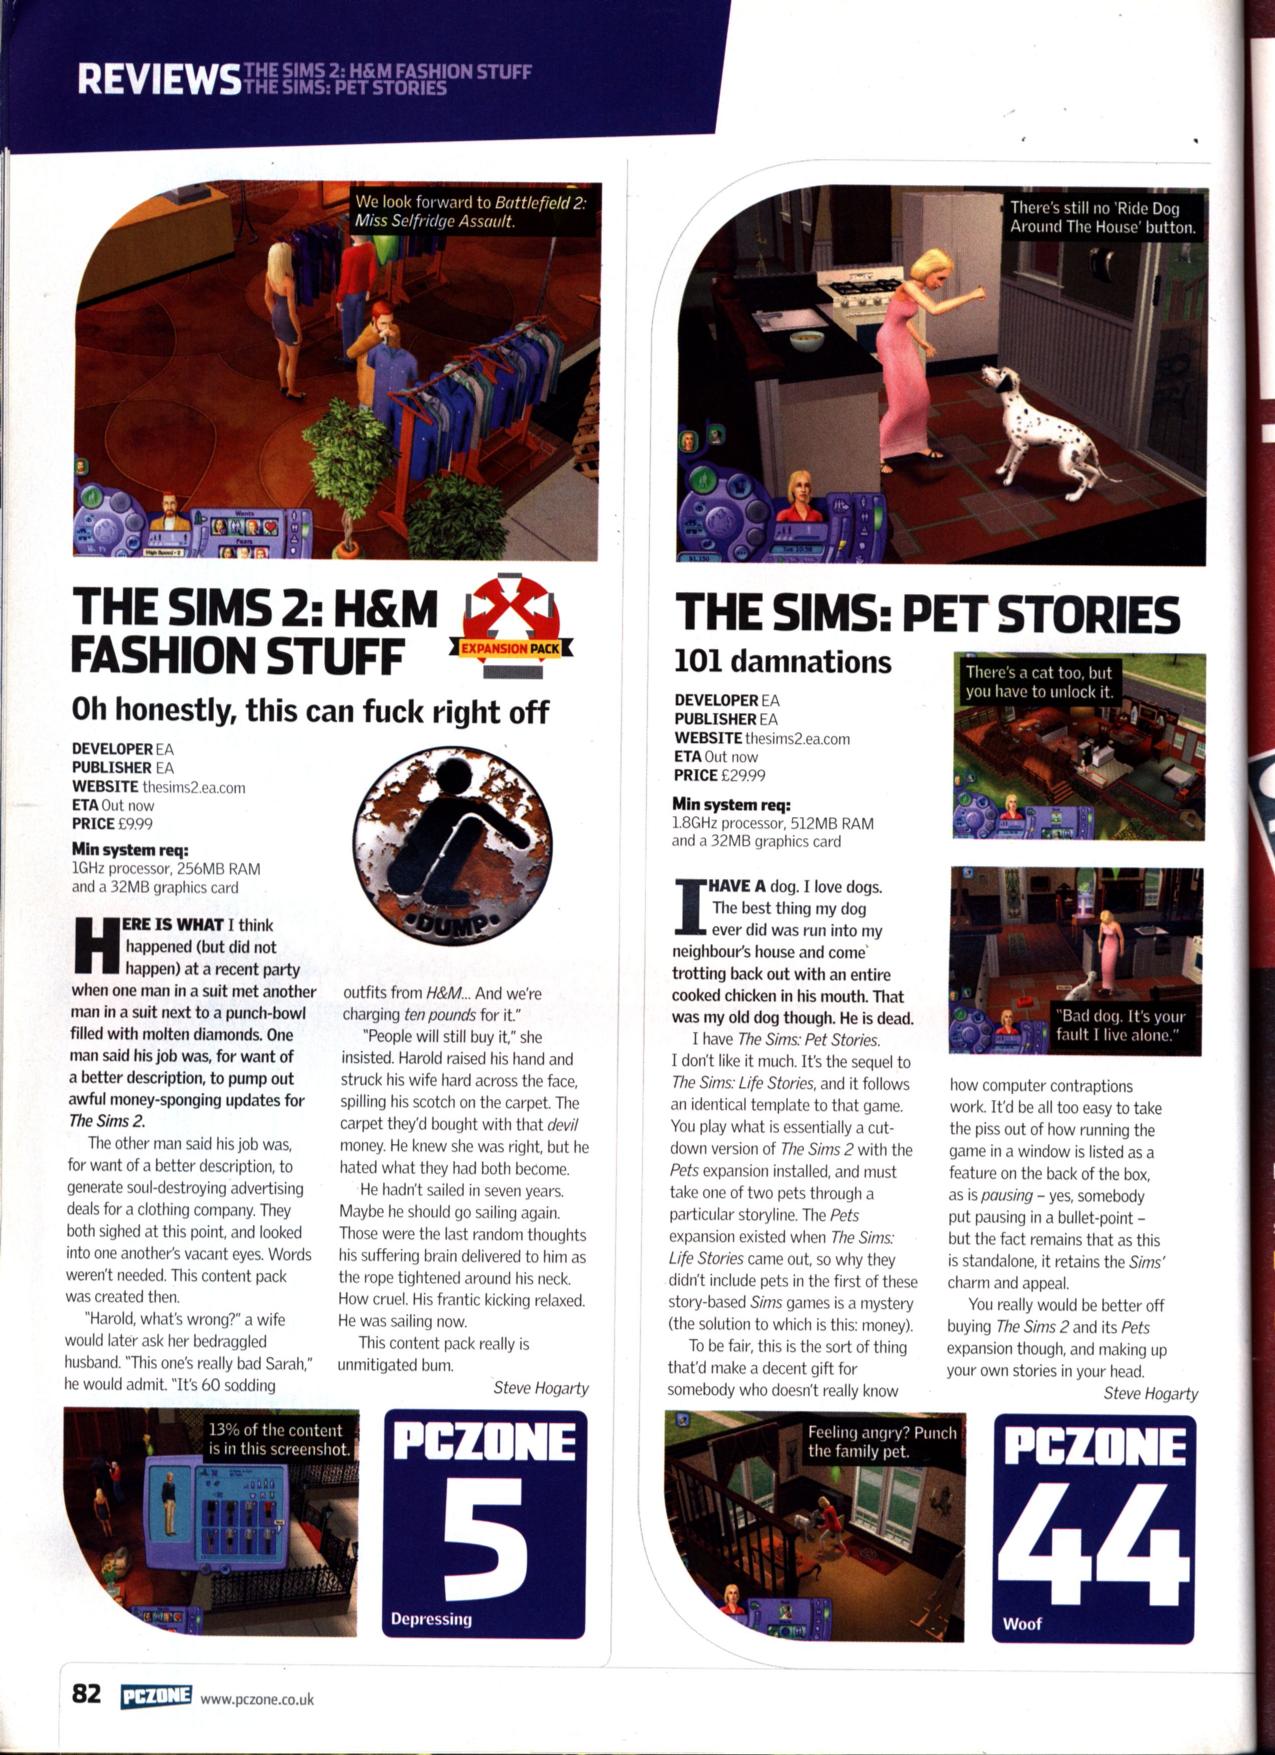 REVIEWS THE SIMS 2: H&M FASHION STUFF
THE SIMS: PET STORIES
We look forward to Battlefield 2:
Miss Selfridge Assault.
THE SIMS 2: H&M
FASHION STUFF
EXPANSION PACK
Oh honestly, this can fuck right off
DEVELOPER EA
PUBLISHER EA
WEBSITE thesims2.ea.com
ETA Out now
PRICE £9.99
Min system req:
1GHz processor, 256MB RAM
and a 32MB graphics card
•DUMP•
HERE IS WHAT I think
happened (but did not
happen) at a recent party
when one man in a suit met another
man in a suit next to a punch-bowl
filled with molten diamonds. One
man said his job was, for want of
a better description, to pump out
awful money-sponging updates for
The Sims 2.
The other man said his job was,
for want of a better description, to
generate soul-destroying advertising
deals for a clothing company. They
both sighed at this point, and looked
into one another's vacant eyes. Words
weren't needed. This content pack
was created then.
"Harold, what's wrong?" a wife
would later ask her bedraggled
husband. "This one's really bad Sarah,"
he would admit. "It's 60 sodding
outfits from H&M... And we're
charging ten pounds for it."
"People will still buy it," she
insisted. Harold raised his hand and
struck his wife hard across the face,
spilling his scotch on the carpet. The
carpet they'd bought with that devil
money. He knew she was right, but he
hated what they had both become.
He hadn't sailed in seven years.
Maybe he should go sailing again.
Those were the last random thoughts
his suffering brain delivered to him as
the rope tightened around his neck.
How cruel. His frantic kicking relaxed.
He was sailing now.
This content pack really is
unmitigated bum.
Steve Hogarty
13% of the content
is in this screenshot.
PCZONE
5
Depressing
There's still no 'Ride Dog
Around The House' button.
THE SIMS: PET STORIES
101 damnations
DEVELOPER EA
PUBLISHER EA
WEBSITE thesims2.ea.com
ETA Out now
PRICE £29.99
Min system req:
1.8GHz processor, 512MB RAM
and a 32MB graphics card
There's a cat too, but
you have to unlock it.
"Bad dog. It's your
fault I live alone."
I HAVE A dog. I love dogs.
The best thing my dog
ever did was run into my
neighbour's house and come
trotting back out with an entire
cooked chicken in his mouth. That
was my old dog though. He is dead.
I have The Sims: Pet Stories.
I don't like it much. It's the sequel to
The Sims: Life Stories, and it follows
an identical template to that game.
You play what is essentially a cut-
down version of The Sims 2 with the
Pets expansion installed, and must
take one of two pets through a
particular storyline. The Pets
expansion existed when The Sims:
Life Stories came out, so why they
didn't include pets in the first of these
story-based Sims games is a mystery
(the solution to which is this: money).
To be fair, this is the sort of thing
that'd make a decent gift for
somebody who doesn't really know
how computer contraptions
work. It'd be all too easy to take
the piss out of how running the
game in a window is listed as a
feature on the back of the box,
as is pausing – yes, somebody
put pausing in a bullet-point –
but the fact remains that as this
is standalone, it retains the Sims'
charm and appeal.
You really would be better off
buying The Sims 2 and its Pets
expansion though, and making up
your own stories in your head.
Steve Hogarty
Feeling angry? Punch
the family pet.
PCZONE
44
Woof
82 PCZONE www.pczone.co.uk